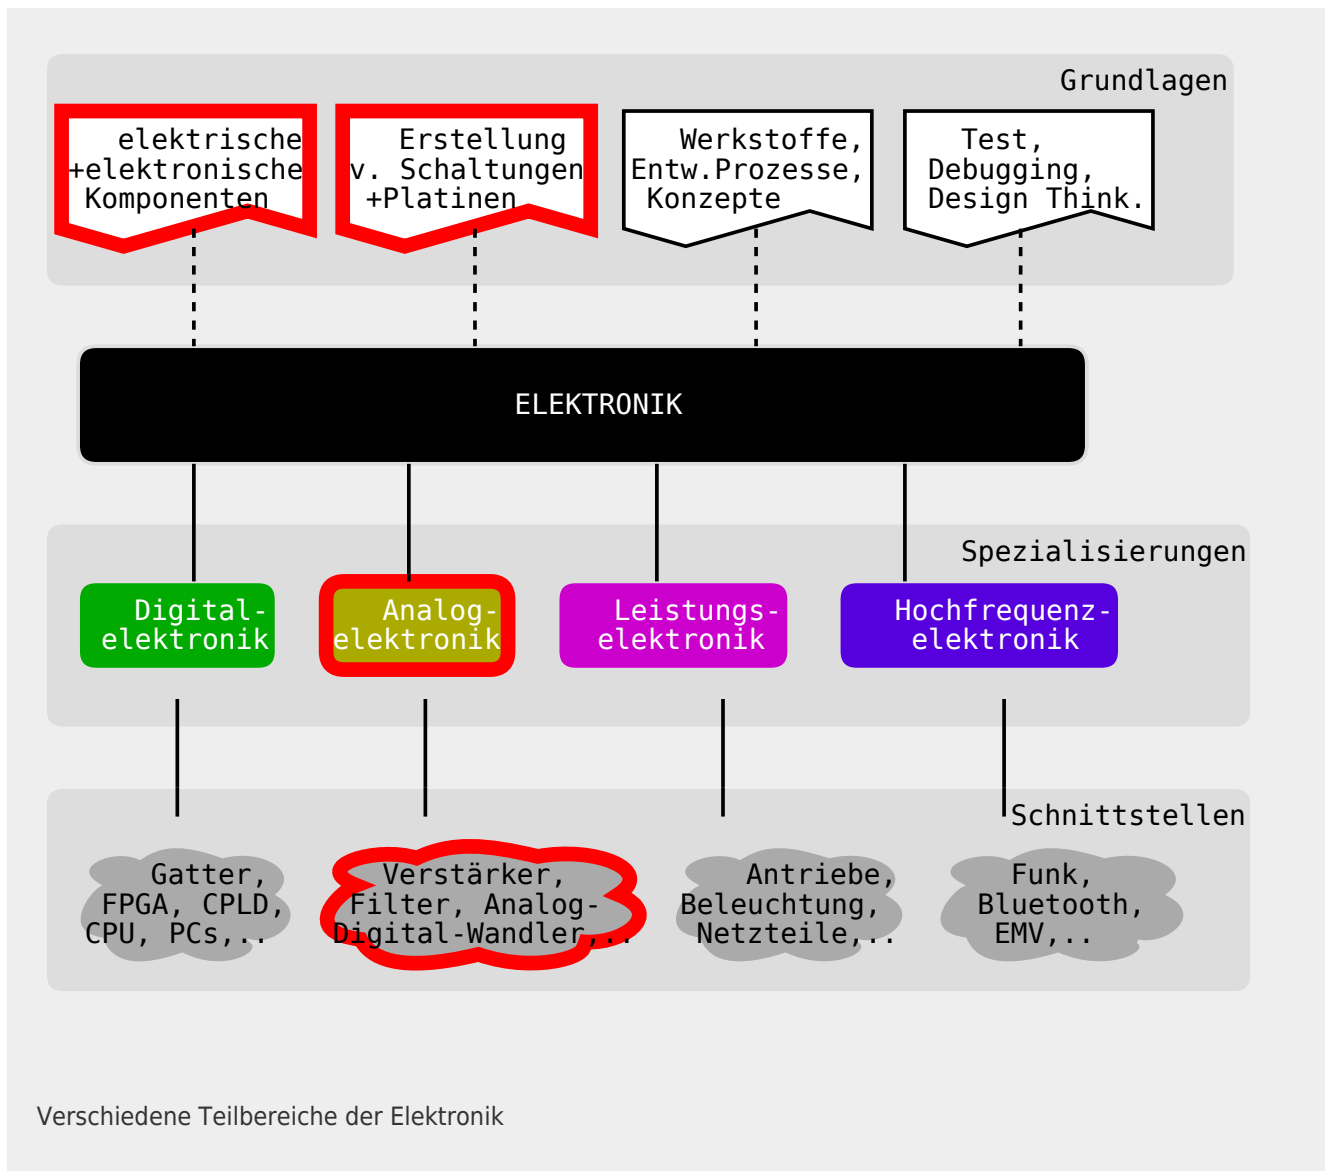 Grundlagen
elektrische
+elektronische
Komponenten
Erstellung
v. Schaltungen
+Platinen
Werkstoffe,
Entw.Prozesse,
Konzepte
Test,
Debugging,
Design Think.
ELEKTRONIK
Spezialisierungen
Digital-
elektronik
Analog-
elektronik
Leistungs-
elektronik
Hochfrequenz-
elektronik
Schnittstellen
Gatter,
FPGA, CPLD,
CPU, PCs,..
Verstärker,
Filter, Analog-
Digital-Wandler,..
Antriebe,
Beleuchtung,
Netzteile,..
Funk,
Bluetooth,
EMV,..
Verschiedene Teilbereiche der Elektronik